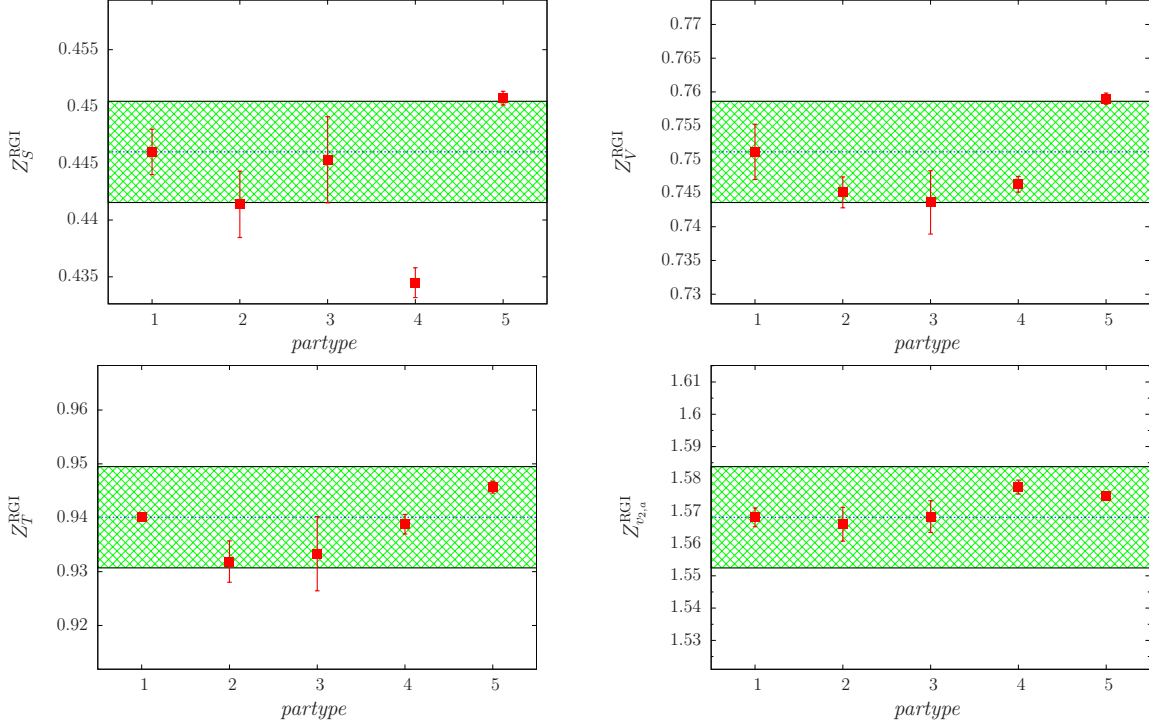 0.455
0.45
0.445
0.44
0.435
Z_S^RGI
1 2 3 4 5
partype
0.77
0.765
0.76
0.755
0.75
0.745
0.74
0.735
0.73
Z_V^RGI
1 2 3 4 5
partype
0.96
0.95
0.94
0.93
0.92
Z_T^RGI
1 2 3 4 5
partype
1.61
1.6
1.59
1.58
1.57
1.56
1.55
1.54
1.53
Z_{v_{2,a}}^RGI
1 2 3 4 5
partype